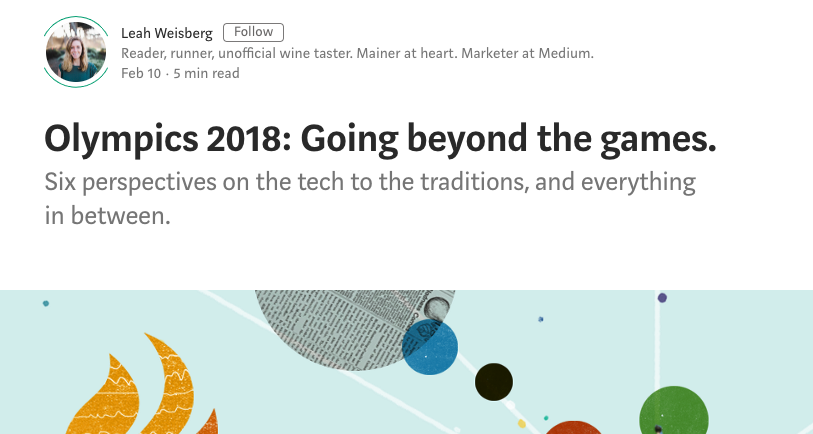 Leah Weisberg Follow
Reader, runner, unofficial wine taster. Mainer at heart. Marketer at Medium.
Feb 10 · 5 min read
Olympics 2018: Going beyond the games.
Six perspectives on the tech to the traditions, and everything
in between.